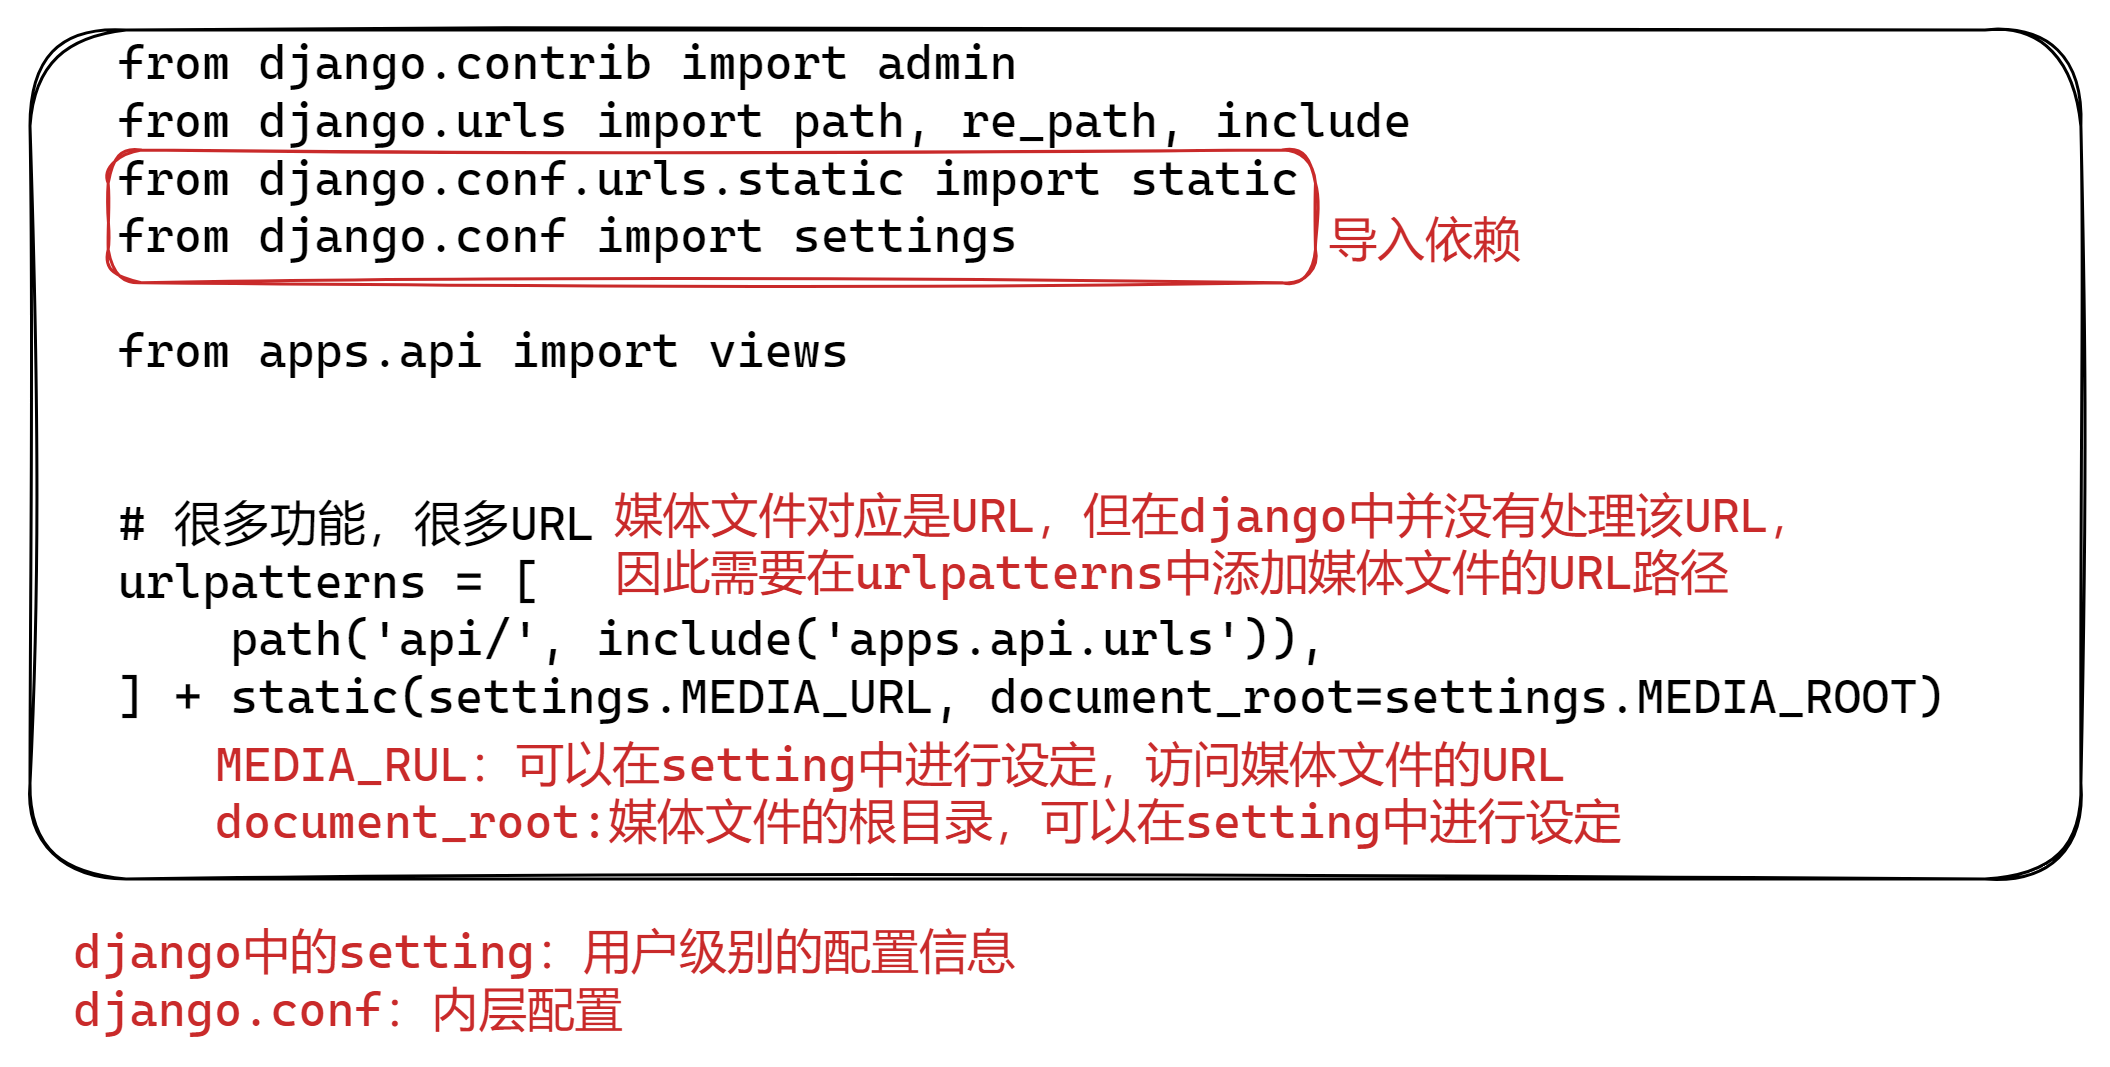 from django.contrib import admin
from django.urls import path, re_path, include
from django.conf.urls.static import static
from django.conf import settings
导入依赖
from apps.api import views
# 很多功能，很多URL
媒体文件对应是URL，但在django中并没有处理该URL，
因此需要在urlpatterns中添加媒体文件的URL路径
urlpatterns = [
    path('api/', include('apps.api.urls')),
] + static(settings.MEDIA_URL, document_root=settings.MEDIA_ROOT)
MEDIA_RUL：可以在setting中进行设定，访问媒体文件的URL
document_root:媒体文件的根目录，可以在setting中进行设定
django中的setting：用户级别的配置信息
django.conf：内层配置